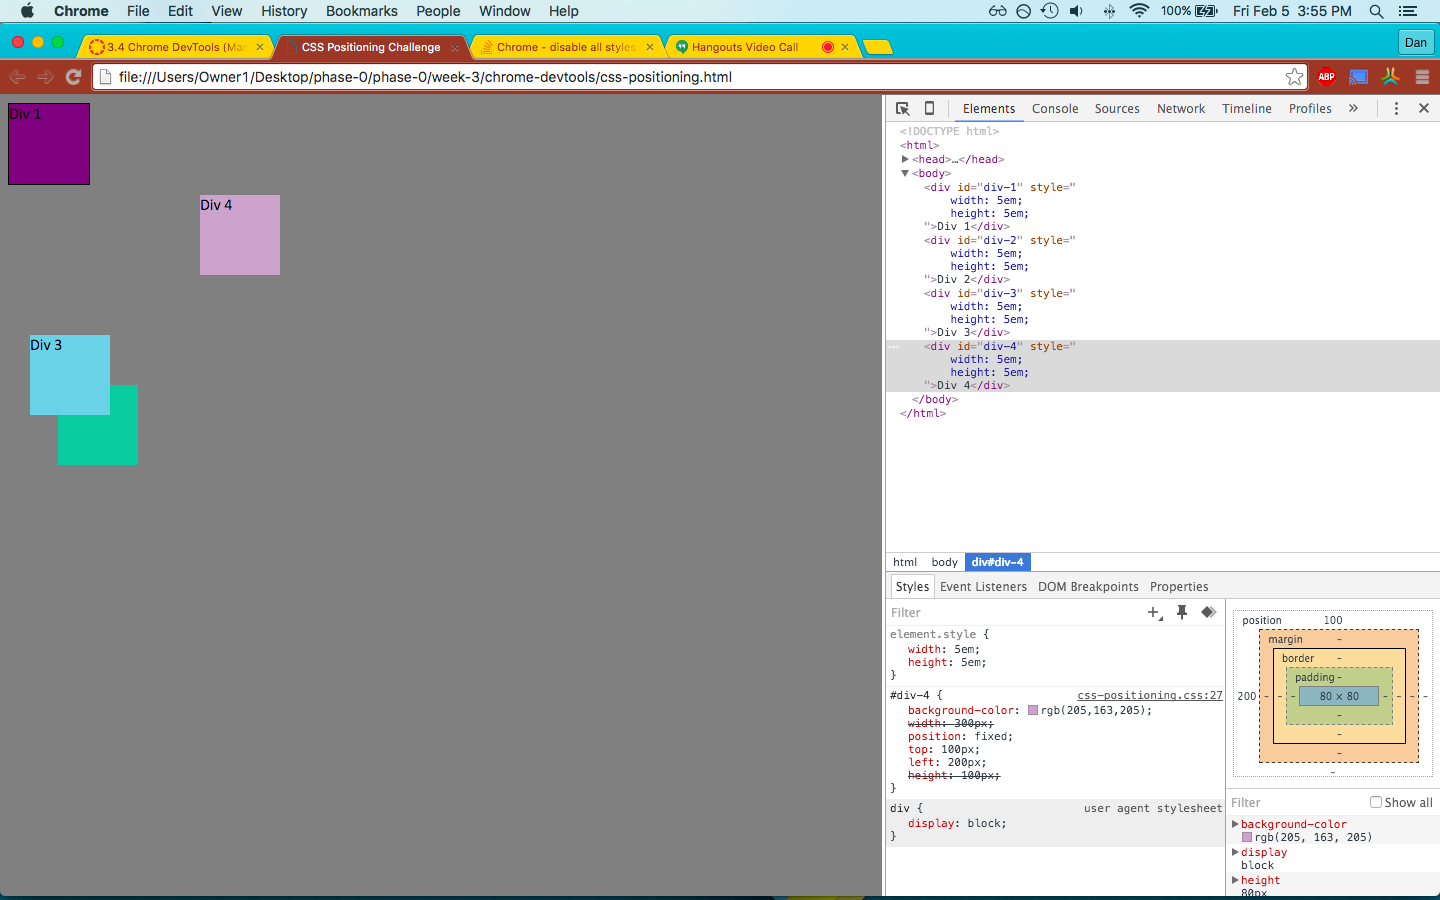 Chrome File Edit View History Bookmarks People Window Help 100% Fri Feb 5 3:55 PM
3.4 Chrome DevTools (Man CSS Positioning Challenge Chrome - disable all styles Hangouts Video Call Dan
file:///Users/Owner1/Desktop/phase-0/phase-0/week-3/chrome-devtools/css-positioning.html ABP
Div 1
Div 4
Div 3
Elements Console Sources Network Timeline Profiles »
<!DOCTYPE html>
<html>
<head>…</head>
<body>
<div id="div-1" style="
width: 5em;
height: 5em;
">Div 1</div>
<div id="div-2" style="
width: 5em;
height: 5em;
">Div 2</div>
<div id="div-3" style="
width: 5em;
height: 5em;
">Div 3</div>
<div id="div-4" style="
width: 5em;
height: 5em;
">Div 4</div>
</body>
</html>
html body div#div-4
Styles Event Listeners DOM Breakpoints Properties
Filter
element.style {
width: 5em;
height: 5em;
}
#div-4 { css-positioning.css:27
background-color: rgb(205,163,205);
width: 300px;
position: fixed;
top: 100px;
left: 200px;
height: 100px;
}
div { user agent stylesheet
display: block;
}
position 100
margin -
border -
padding -
200 - - - 80 × 80 - - - -
-
-
-
-
Filter Show all
background-color
rgb(205, 163, 205)
display
block
height
80px